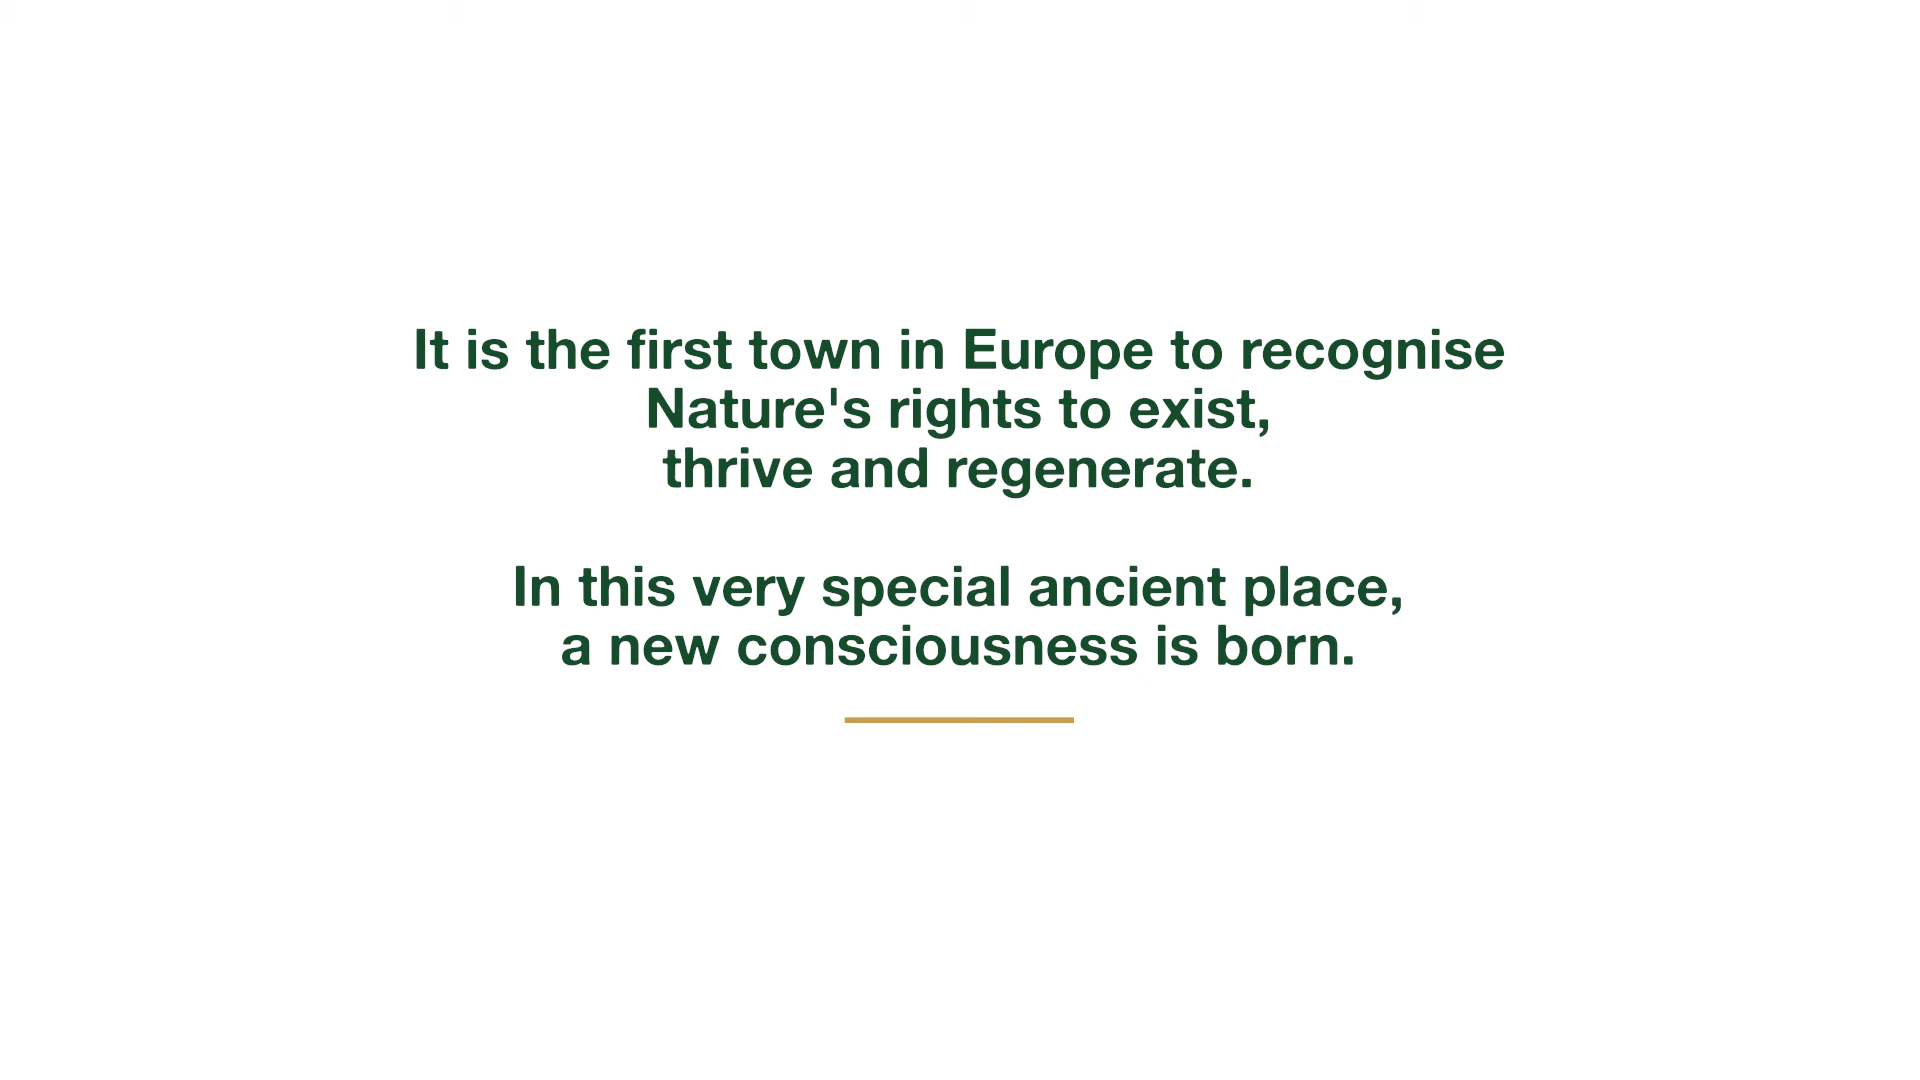 It is the first town in Europe to recognise
Nature's rights to exist,
thrive and regenerate.
In this very special ancient place,
a new consciousness is born.